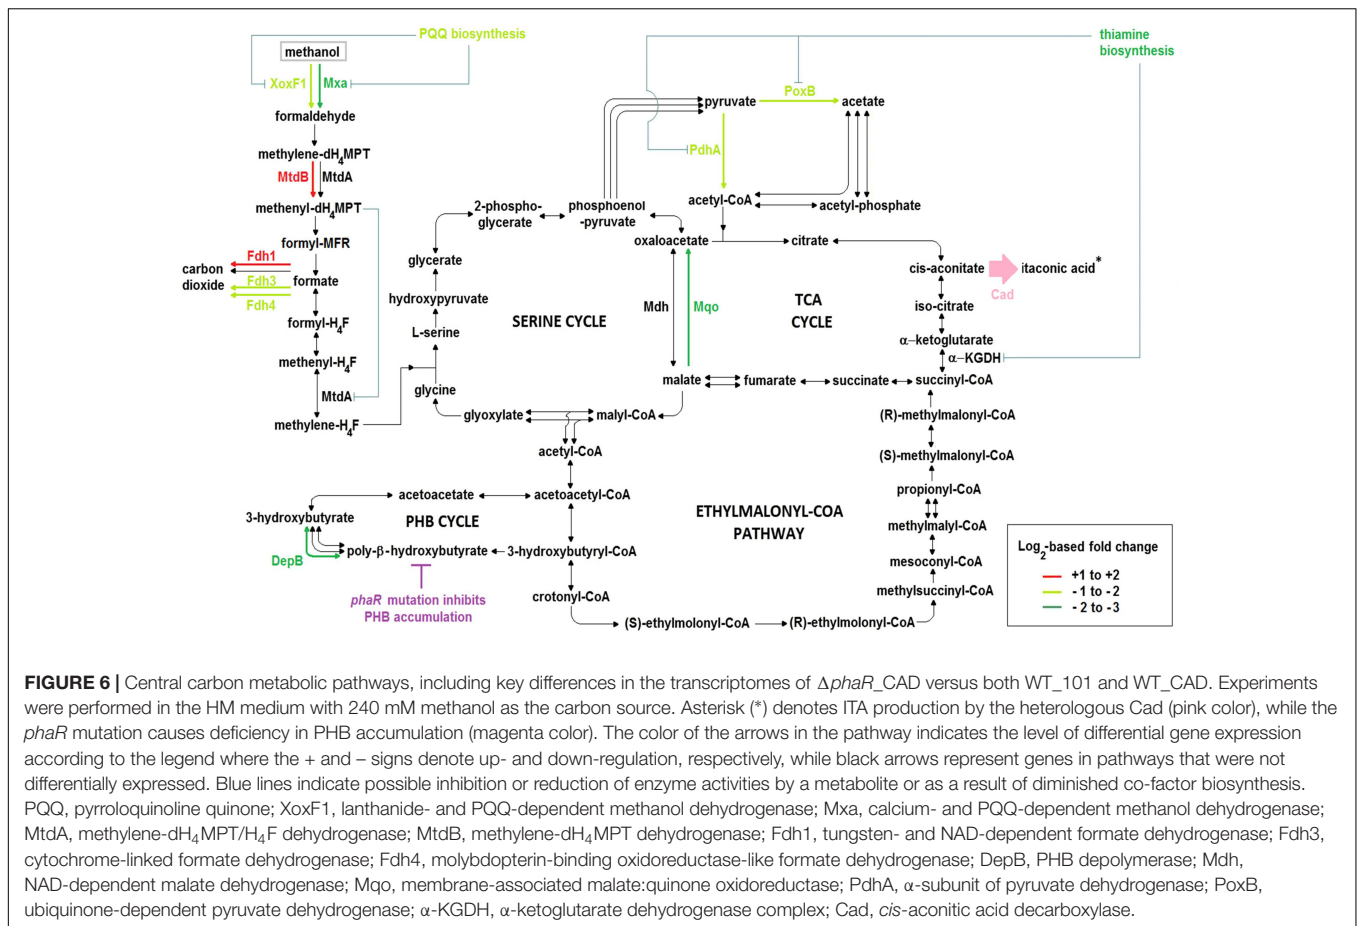 PQQ biosynthesis
thiamine
biosynthesis
methanol
XoxF1
Mxa
formaldehyde
methylene-dH4MPT
MtdB
MtdA
methenyl-dH4MPT
formyl-MFR
Fdh1
carbon
dioxide
formate
Fdh3
Fdh4
formyl-H4F
methenyl-H4F
MtdA
methylene-H4F
pyruvate
PoxB
acetate
PdhA
acetyl-CoA
acetyl-phosphate
2-phospho-
glycerate
phosphoenol
-pyruvate
oxaloacetate
citrate
glycerate
hydroxypyruvate
L-serine
glycine
SERINE CYCLE
Mdh
Mqo
TCA
CYCLE
cis-aconitate
itaconic acid*
Cad
iso-citrate
α-ketoglutarate
α-KGDH
malate
fumarate
succinate
succinyl-CoA
glyoxylate
malyl-CoA
(R)-methylmalonyl-CoA
acetyl-CoA
(S)-methylmalonyl-CoA
acetoacetate
acetoacetyl-CoA
propionyl-CoA
3-hydroxybutyrate
PHB CYCLE
ETHYLMALONYL-COA
PATHWAY
methylmalyl-CoA
DepB
poly-β-hydroxybutyrate
3-hydroxybutyryl-CoA
mesoconyl-CoA
phaR mutation inhibits
PHB accumulation
crotonyl-CoA
methylsuccinyl-CoA
(S)-ethylmolonyl-CoA
(R)-ethylmolonyl-CoA
Log2-based fold change
+1 to +2
- 1 to - 2
- 2 to - 3
FIGURE 6 | Central carbon metabolic pathways, including key differences in the transcriptomes of ΔphaR_CAD versus both WT_101 and WT_CAD. Experiments
were performed in the HM medium with 240 mM methanol as the carbon source. Asterisk (*) denotes ITA production by the heterologous Cad (pink color), while the
phaR mutation causes deficiency in PHB accumulation (magenta color). The color of the arrows in the pathway indicates the level of differential gene expression
according to the legend where the + and – signs denote up- and down-regulation, respectively, while black arrows represent genes in pathways that were not
differentially expressed. Blue lines indicate possible inhibition or reduction of enzyme activities by a metabolite or as a result of diminished co-factor biosynthesis.
PQQ, pyrroloquinoline quinone; XoxF1, lanthanide- and PQQ-dependent methanol dehydrogenase; Mxa, calcium- and PQQ-dependent methanol dehydrogenase;
MtdA, methylene-dH4MPT/H4F dehydrogenase; MtdB, methylene-dH4MPT dehydrogenase; Fdh1, tungsten- and NAD-dependent formate dehydrogenase; Fdh3,
cytochrome-linked formate dehydrogenase; Fdh4, molybdopterin-binding oxidoreductase-like formate dehydrogenase; DepB, PHB depolymerase; Mdh,
NAD-dependent malate dehydrogenase; Mqo, membrane-associated malate:quinone oxidoreductase; PdhA, α-subunit of pyruvate dehydrogenase; PoxB,
ubiquinone-dependent pyruvate dehydrogenase; α-KGDH, α-ketoglutarate dehydrogenase complex; Cad, cis-aconitic acid decarboxylase.